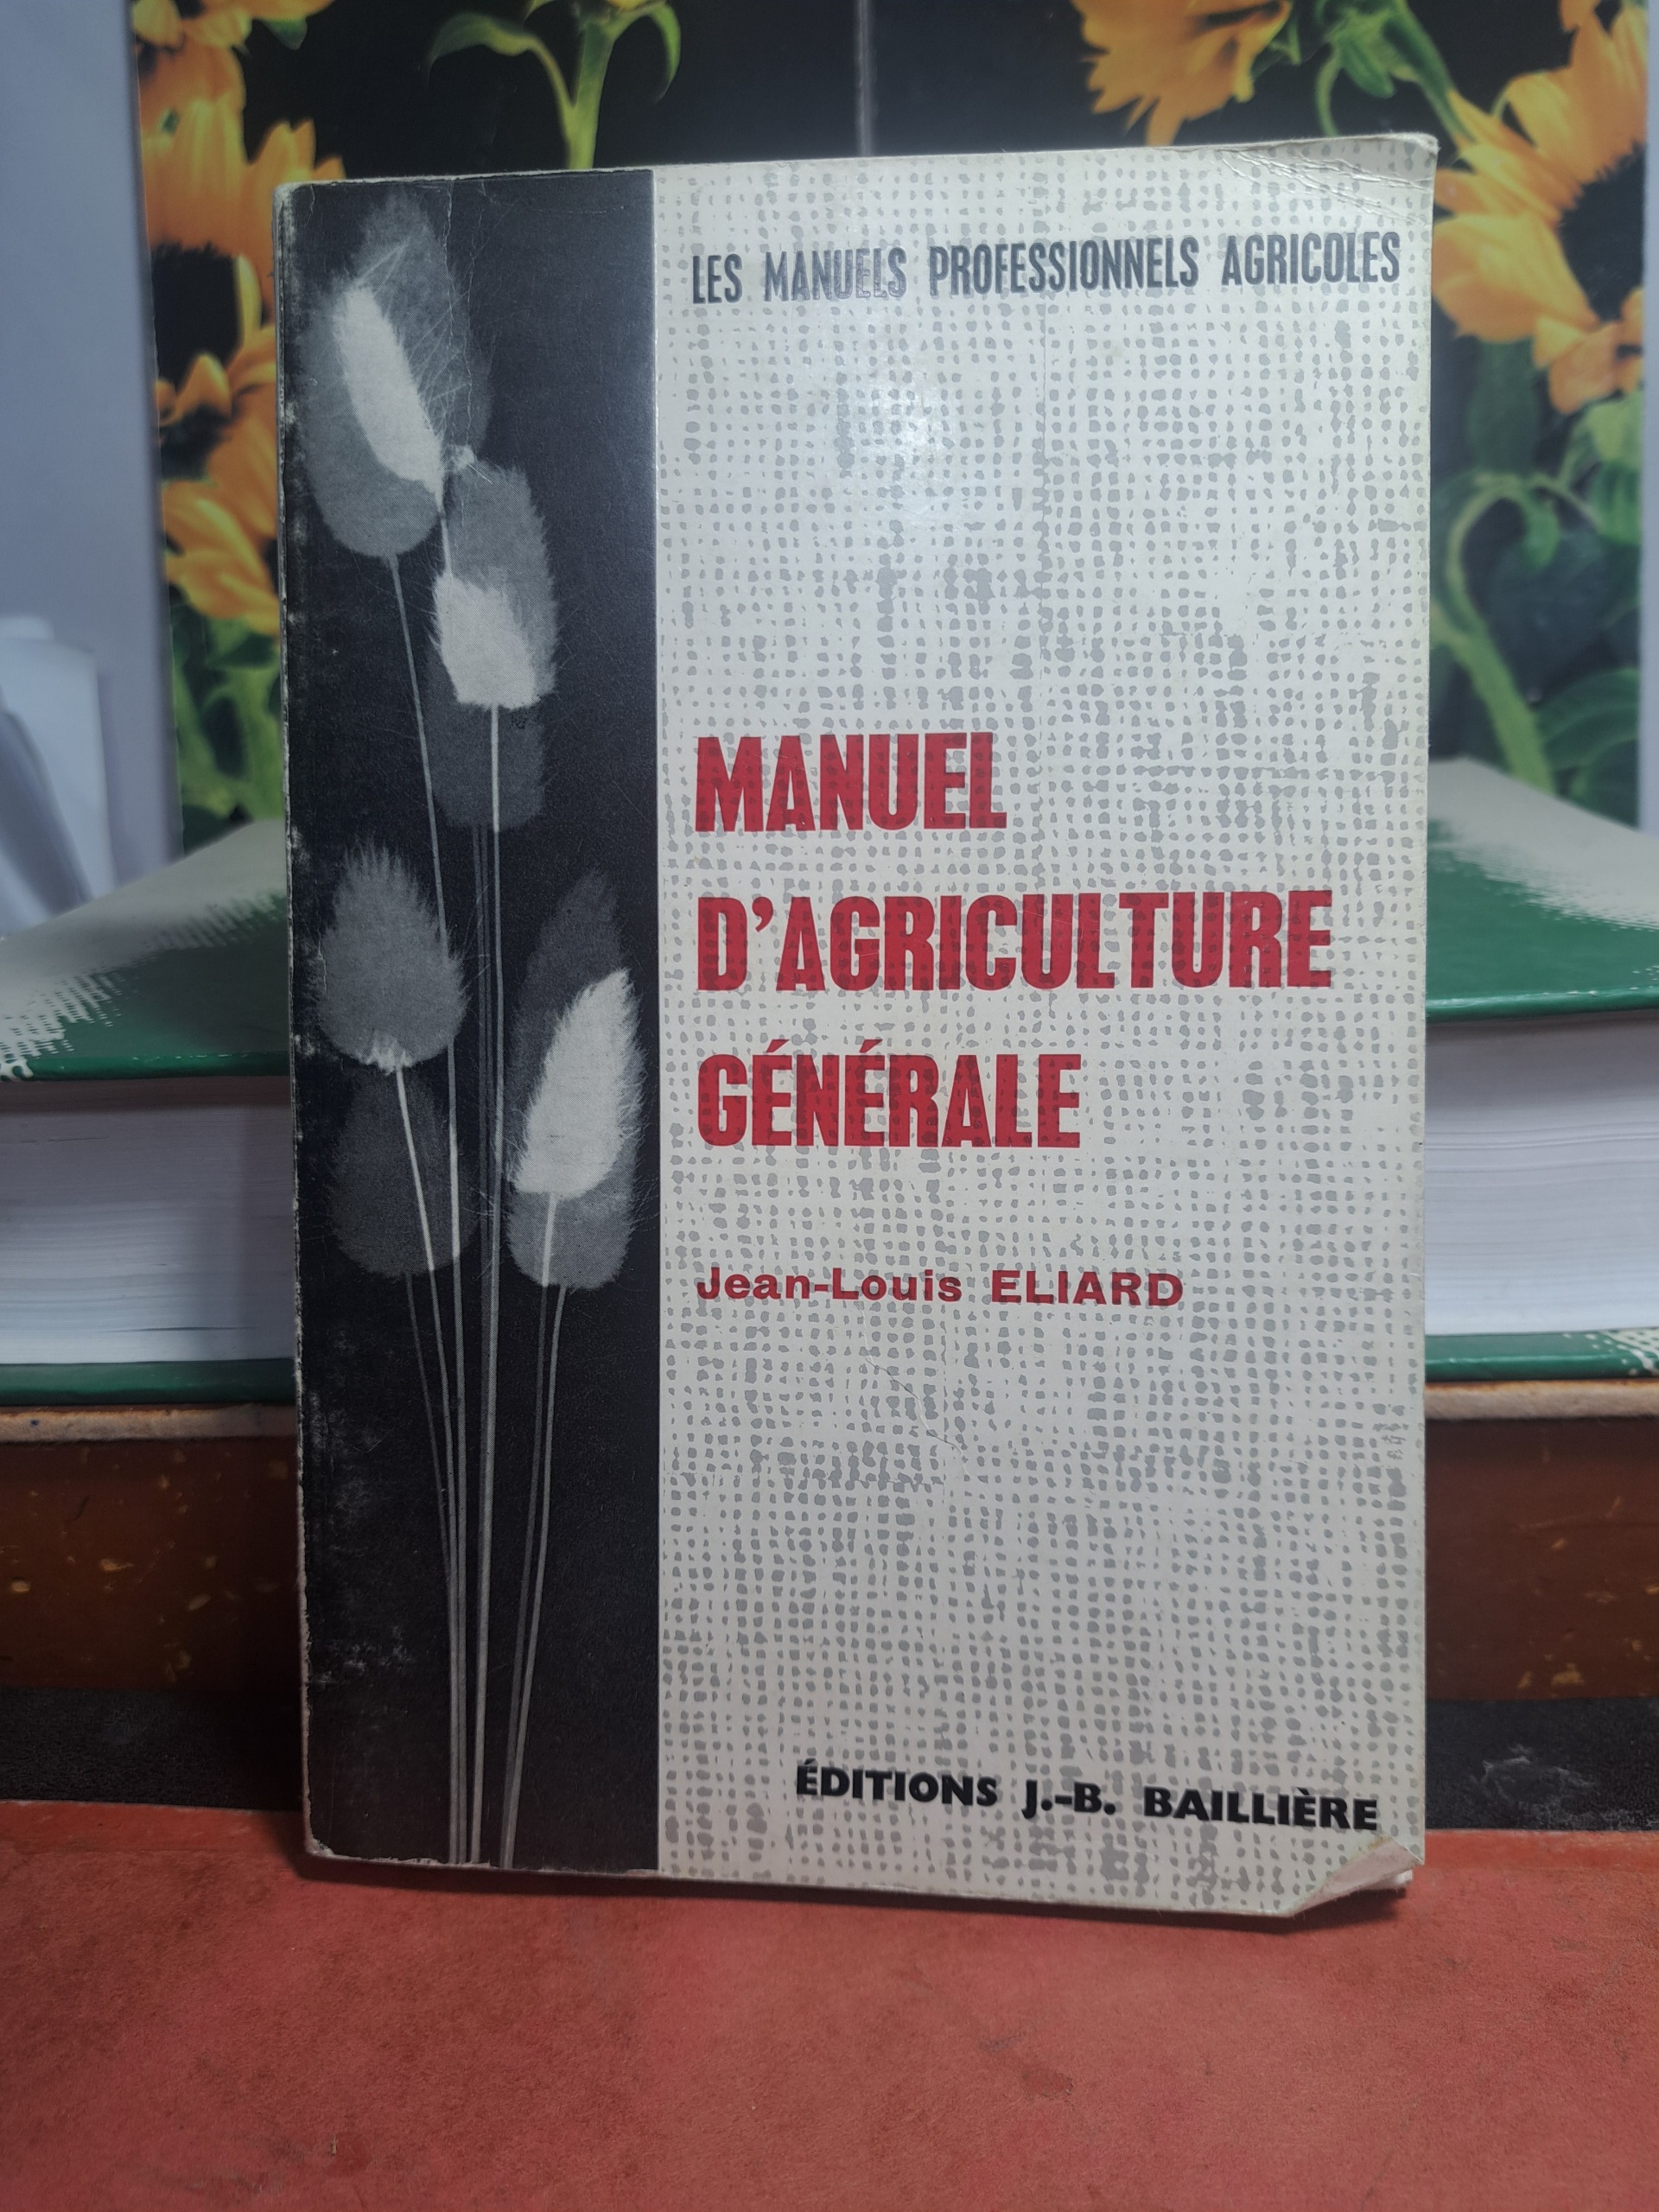 LES MANUELS PROFESSIONNELS AGRICOLES
MANUEL
D'AGRICULTURE
GÉNÉRALE
Jean-Louis ELIARD
ÉDITIONS J.-B. BAILLIÈRE